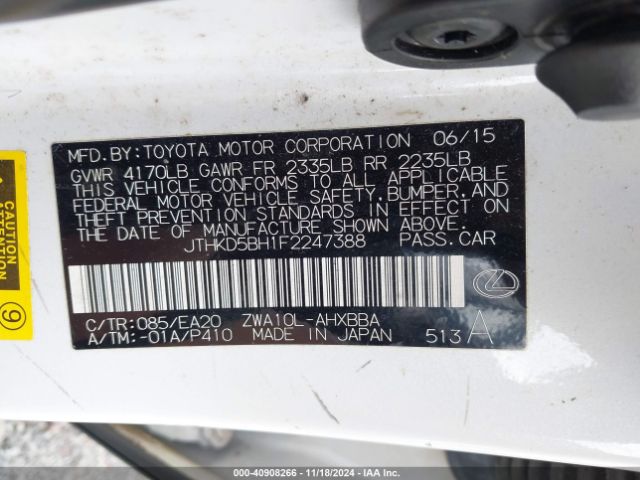 MFD.BY:TOYOTA MOTOR CORPORATION 06/15
GVWR 4170LB GAWR FR 2335LB RR 2235LB
THIS VEHICLE CONFORMS TO ALL APPLICABLE
FEDERAL MOTOR VEHICLE SAFETY,BUMPER,AND
THEFT PREVENTION STANDARDS IN EFFECT ON
THE DATE OF MANUFACTURE SHOWN ABOVE.
JTHKD5BH1F2247388 PASS.CAR
C/TR:085/EA20 ZWA10L-AHXBBA
A/TM:-01A/P410 MADE IN JAPAN 513 A
CAUTION
9
000-40908266 - 11/18/2024 - IAA Inc.